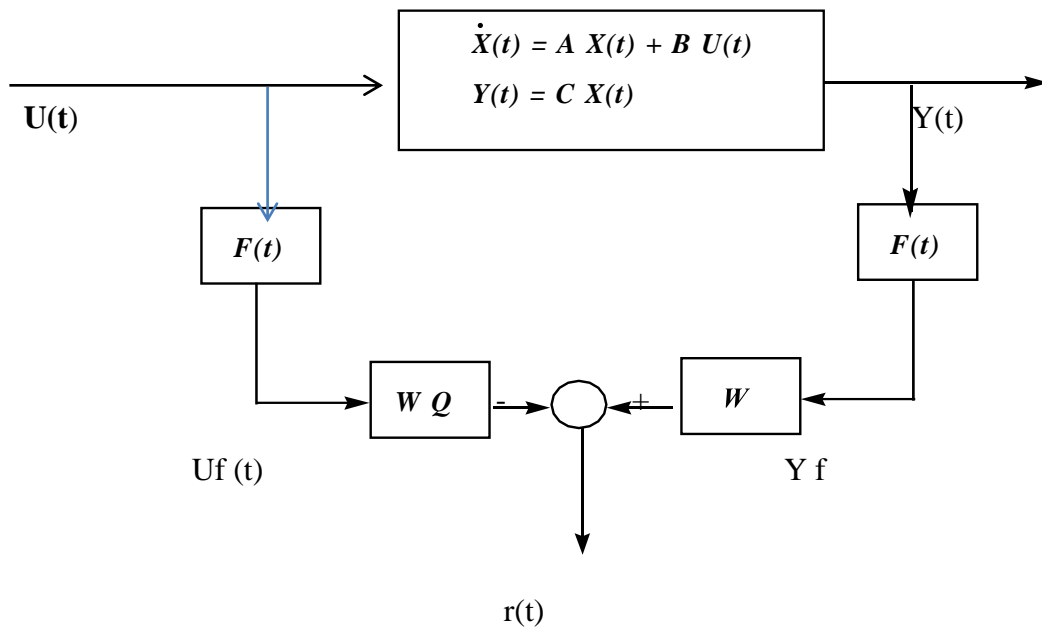 Ẋ(t) = A X(t) + B U(t)
Y(t) = C X(t)
U(t)
Y(t)
F(t)
F(t)
W Q
-
+
W
Uf (t)
Y f
r(t)